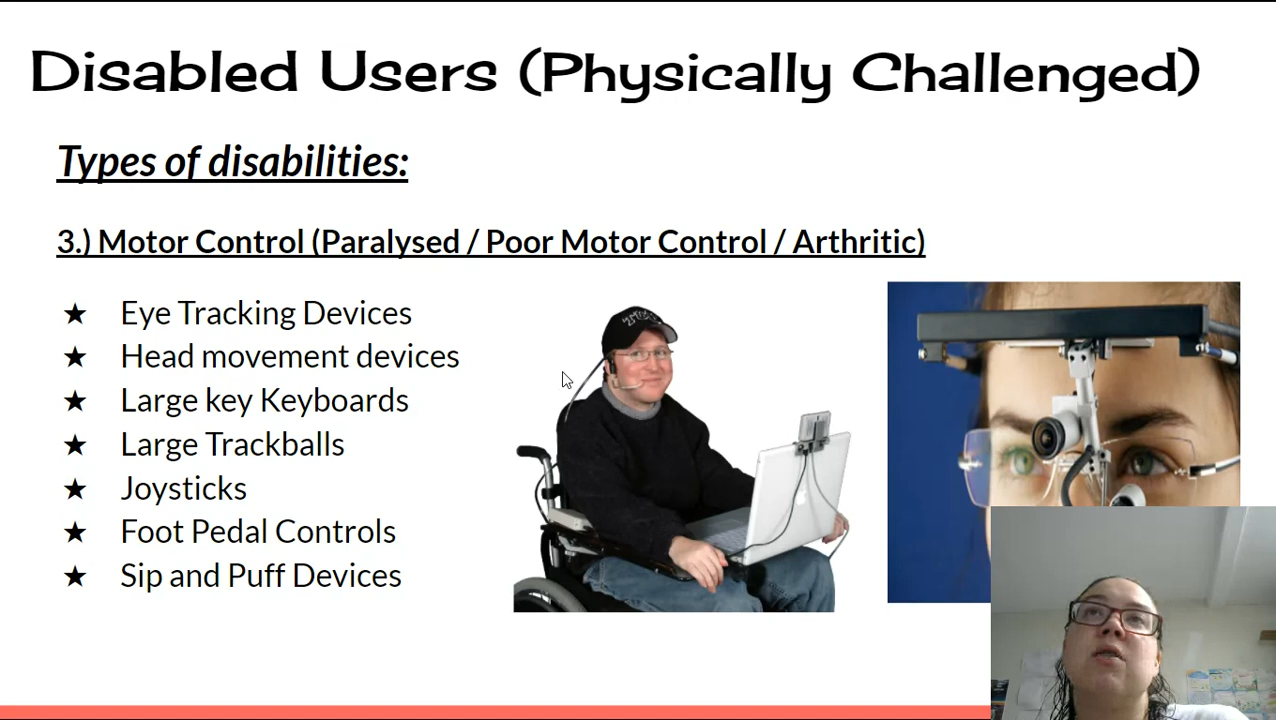 Disabled Users (Physically Challenged)
Types of disabilities:
3.) Motor Control (Paralysed / Poor Motor Control / Arthritic)
★ Eye Tracking Devices
★ Head movement devices
★ Large key Keyboards
★ Large Trackballs
★ Joysticks
★ Foot Pedal Controls
★ Sip and Puff Devices